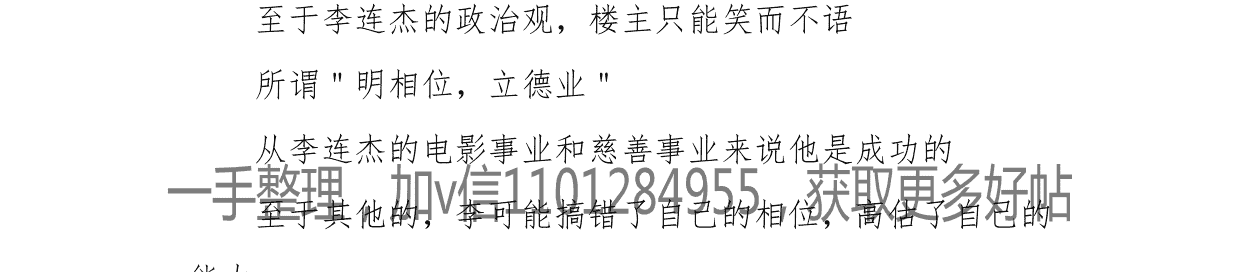 至于李连杰的政治观，楼主只能笑而不语
所谓"明相位，立德业"
从李连杰的电影事业和慈善事业来说他是成功的
一手整理，加v信1101284955，获取更多好帖
至于其他的，李可能搞错了自己的相位，高估了自己的